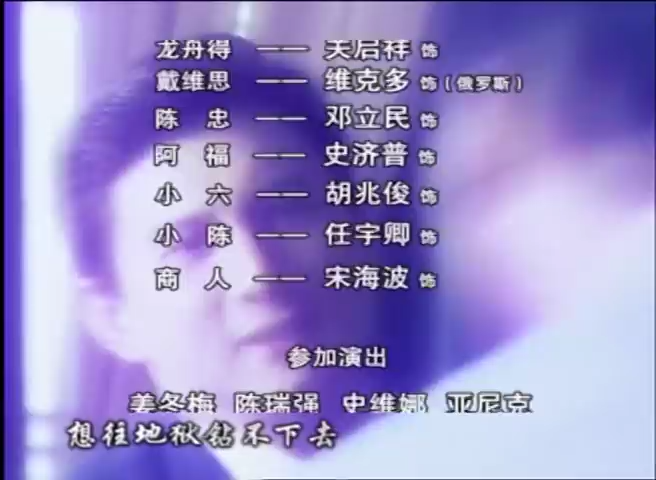 龙舟得 —— 关启祥 饰
戴维思 —— 维克多 饰(俄罗斯)
陈 忠 —— 邓立民 饰
阿 福 —— 史济普 饰
小 六 —— 胡兆俊 饰
小 陈 —— 任宇卿 饰
商 人 —— 宋海波 饰
参加演出
姜冬梅 陈瑞强 史维娜 亚尼克
想往地狱钻不下去